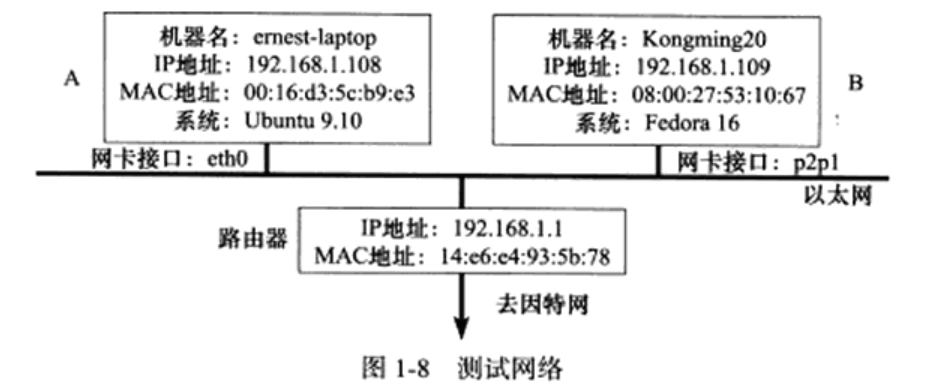 A
机器名：ernest-laptop
IP地址：192.168.1.108
MAC地址：00:16:d3:5c:b9:e3
系统：Ubuntu 9.10
网卡接口：eth0
机器名：Kongming20
IP地址：192.168.1.109
MAC地址：08:00:27:53:10:67
系统：Fedora 16
B
网卡接口：p2p1
以太网
路由器
IP地址：192.168.1.1
MAC地址：14:e6:e4:93:5b:78
去因特网
图 1-8 测试网络